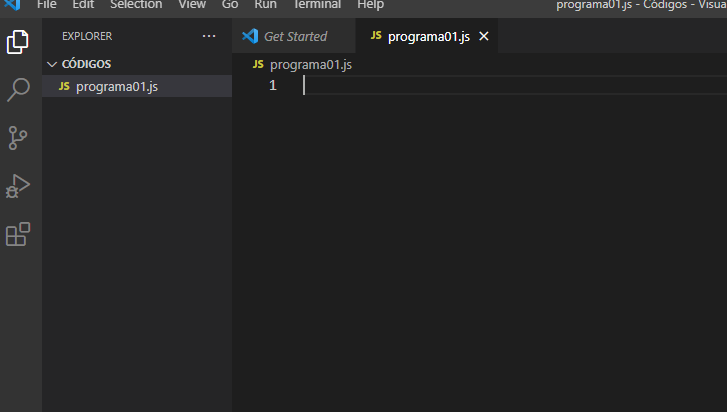 File Edit Selection View Go Run Terminal Help programa01.js - Códigos - Visua
EXPLORER ...
CÓDIGOS
JS programa01.js
Get Started JS programa01.js
JS programa01.js
1